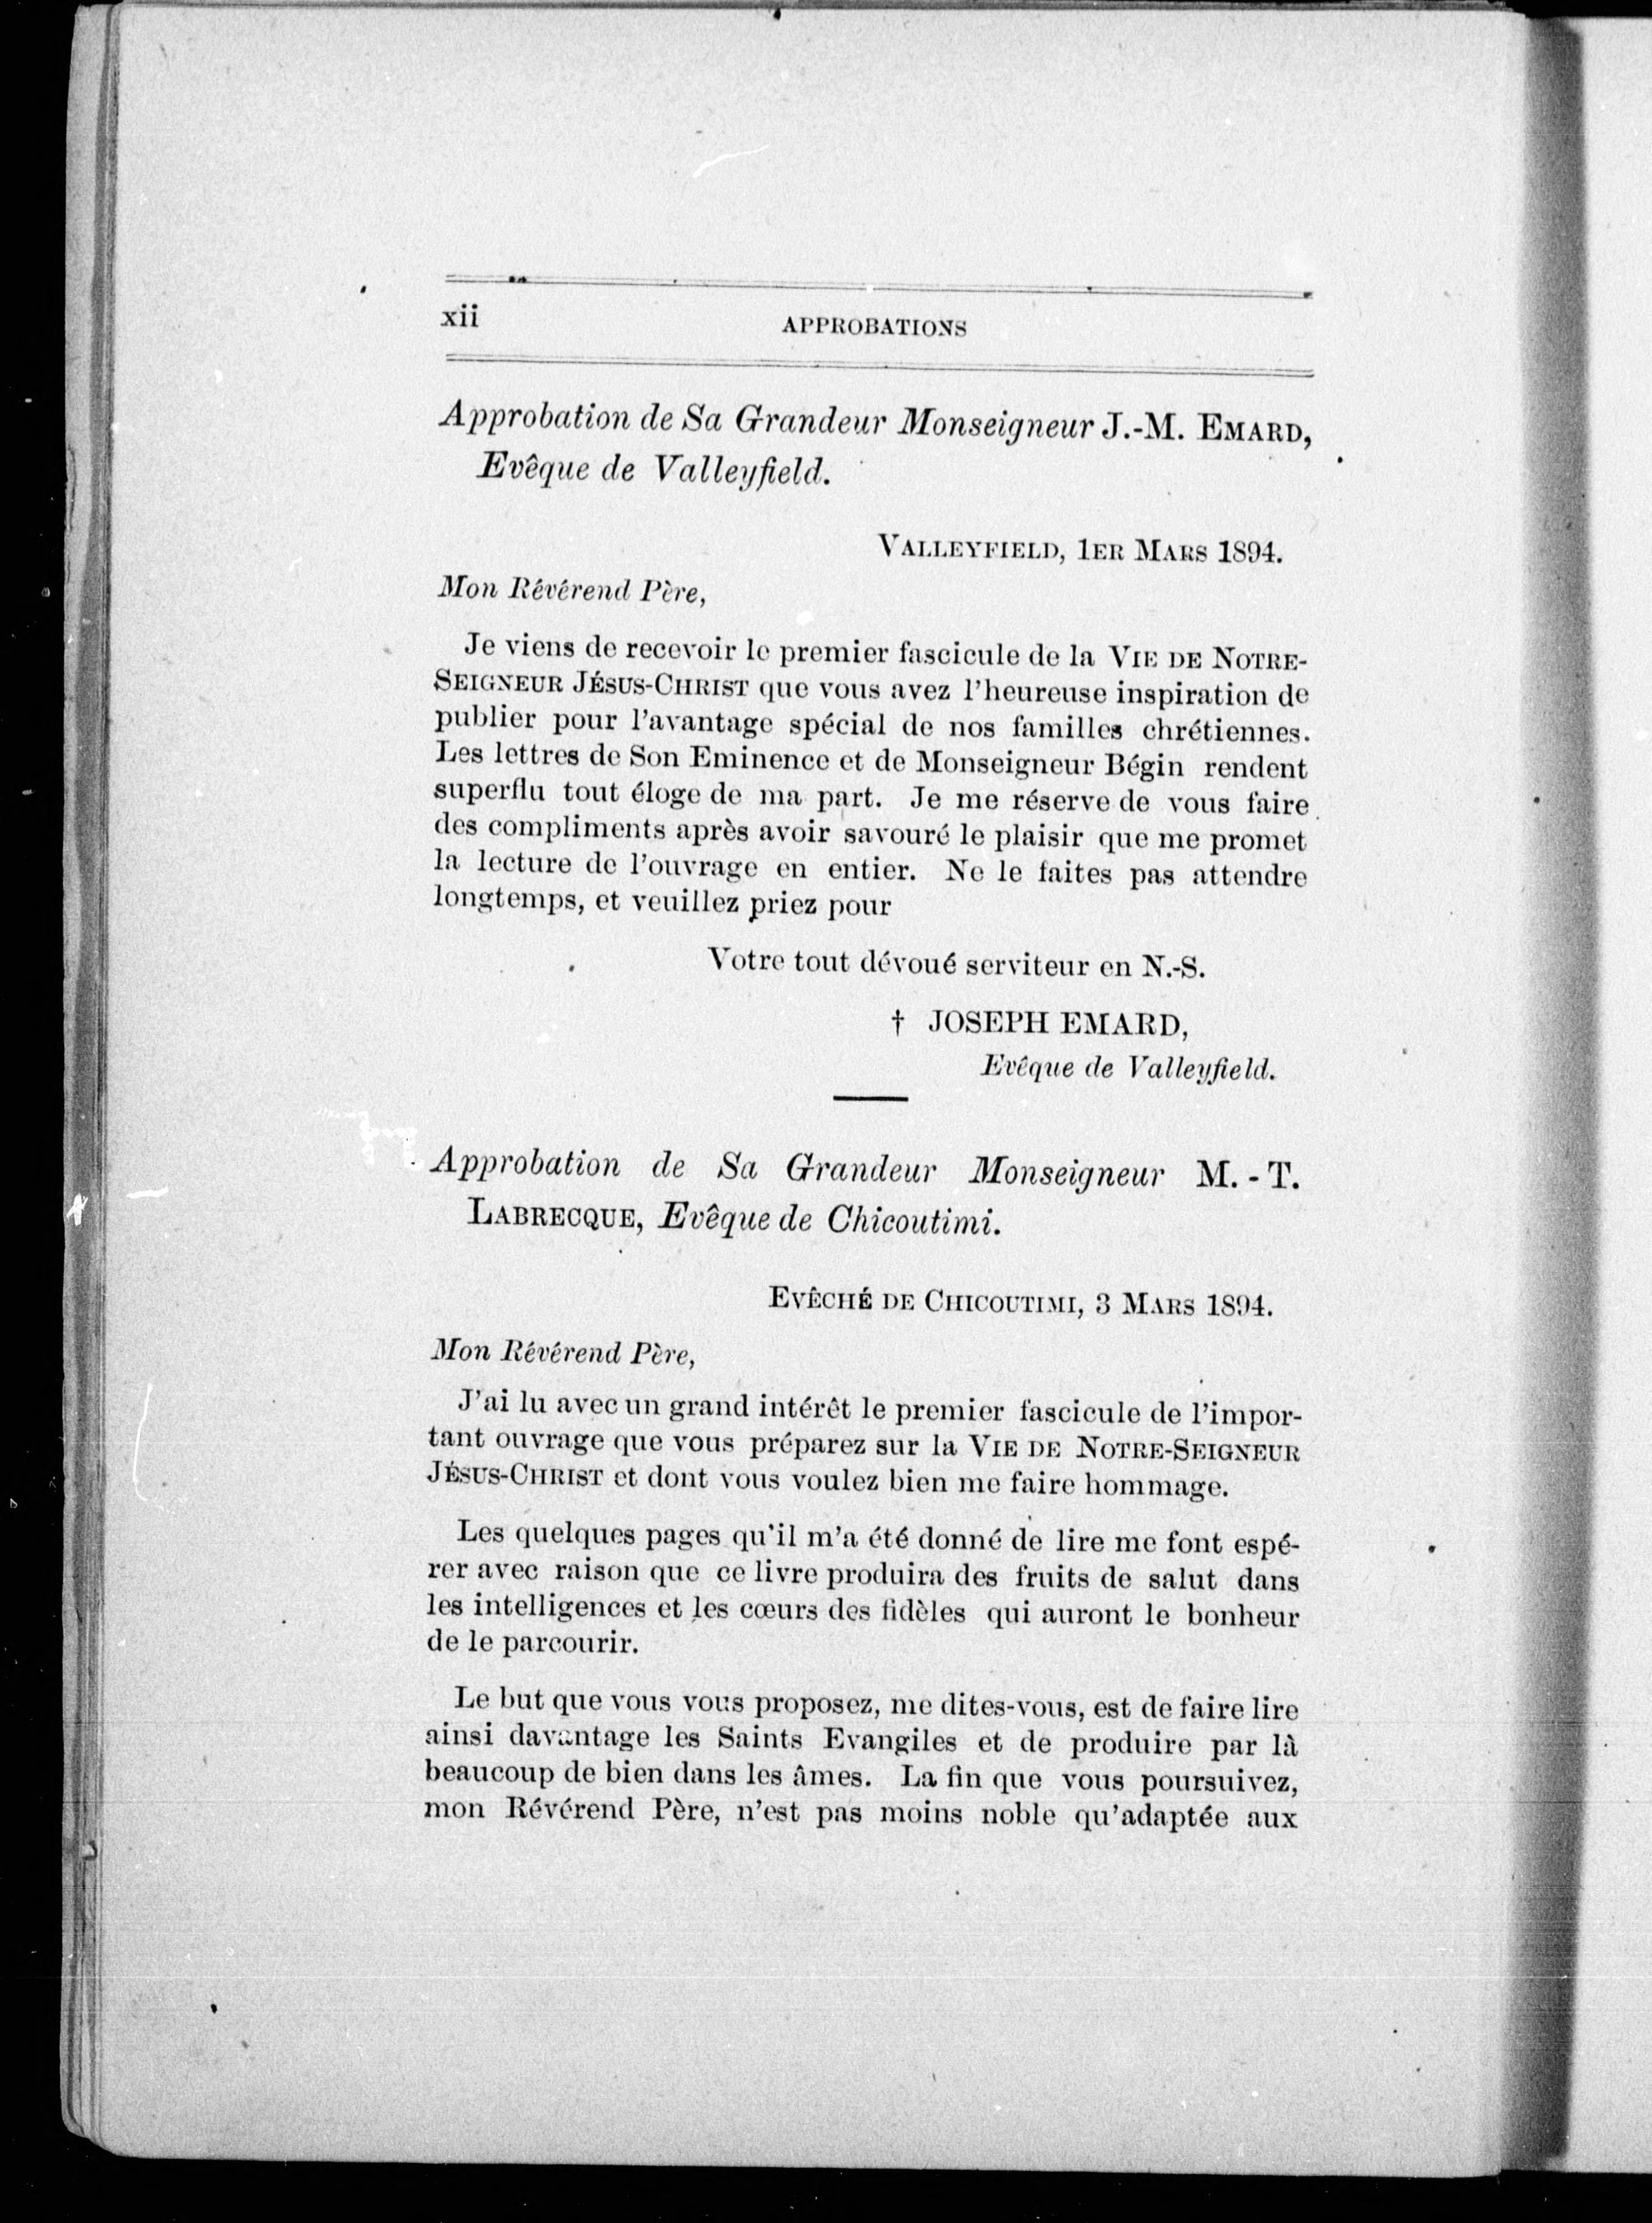 xii
APPROBATIONS
Approbation de Sa Grandeur Monseigneur J.-M. EMARD,
Evêque de Valleyfield.
VALLEYFIELD, 1ER MARS 1894.
Mon Révérend Père,
Je viens de recevoir le premier fascicule de la VIE DE NOTRE-
SEIGNEUR JÉSUS-CHRIST que vous avez l'heureuse inspiration de
publier pour l'avantage spécial de nos familles chrétiennes.
Les lettres de Son Eminence et de Monseigneur Bégin rendent
superflu tout éloge de ma part. Je me réserve de vous faire
des compliments après avoir savouré le plaisir que me promet
la lecture de l'ouvrage en entier. Ne le faites pas attendre
longtemps, et veuillez priez pour
Votre tout dévoué serviteur en N.-S.
† JOSEPH EMARD,
Evêque de Valleyfield.
Approbation de Sa Grandeur Monseigneur M. - T.
LABRECQUE, Evêque de Chicoutimi.
EVÊCHÉ DE CHICOUTIMI, 3 MARS 1894.
Mon Révérend Père,
J'ai lu avec un grand intérêt le premier fascicule de l'impor-
tant ouvrage que vous préparez sur la VIE DE NOTRE-SEIGNEUR
JÉSUS-CHRIST et dont vous voulez bien me faire hommage.
Les quelques pages qu'il m'a été donné de lire me font espé-
rer avec raison que ce livre produira des fruits de salut dans
les intelligences et les cœurs des fidèles qui auront le bonheur
de le parcourir.
Le but que vous vous proposez, me dites-vous, est de faire lire
ainsi davantage les Saints Evangiles et de produire par là
beaucoup de bien dans les âmes. La fin que vous poursuivez,
mon Révérend Père, n'est pas moins noble qu'adaptée aux